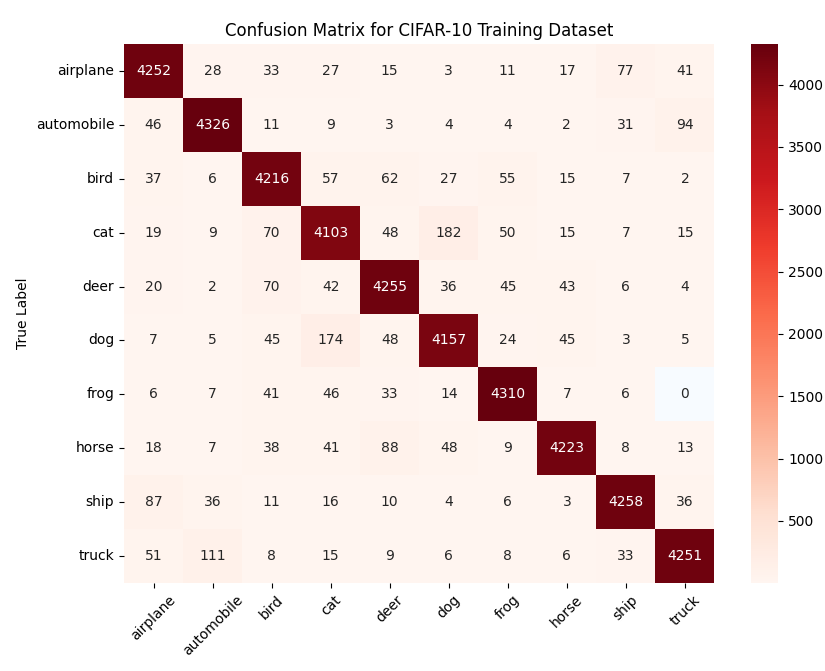 Confusion Matrix for CIFAR-10 Training Dataset
airplane 4252 28 33 27 15 3 11 17 77 41
automobile 46 4326 11 9 3 4 4 2 31 94
bird 37 6 4216 57 62 27 55 15 7 2
cat 19 9 70 4103 48 182 50 15 7 15
deer 20 2 70 42 4255 36 45 43 6 4
dog 7 5 45 174 48 4157 24 45 3 5
frog 6 7 41 46 33 14 4310 7 6 0
horse 18 7 38 41 88 48 9 4223 8 13
ship 87 36 11 16 10 4 6 3 4258 36
truck 51 111 8 15 9 6 8 6 33 4251
airplane automobile bird cat deer dog frog horse ship truck
True Label
4000
3500
3000
2500
2000
1500
1000
500